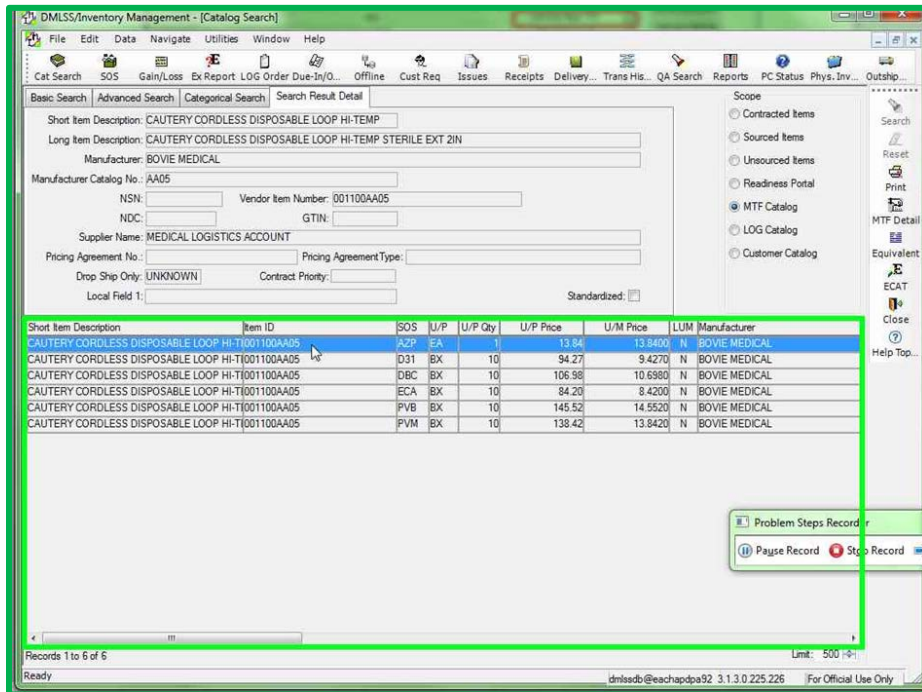 DMLSS/Inventory Management - [Catalog Search]
File Edit Data Navigate Utilities Window Help
Cat Search SOS Gain/Loss Ex Report LOG Order Due-In/O... Offline Cust Req Issues Receipts Delivery... Trans His... QA Search Reports PC Status Phys. Inv... Outship...
Basic Search Advanced Search Categorical Search Search Result Detail
Short Item Description: CAUTERY CORDLESS DISPOSABLE LOOP HI-TEMP
Long Item Description: CAUTERY CORDLESS DISPOSABLE LOOP HI-TEMP STERILE EXT 2IN
Manufacturer: BOVIE MEDICAL
Manufacturer Catalog No.: AA05
NSN: Vendor Item Number: 001100AA05
NDC: GTIN:
Supplier Name: MEDICAL LOGISTICS ACCOUNT
Pricing Agreement No.: Pricing Agreement Type:
Drop Ship Only: UNKNOWN Contract Priority:
Local Field 1: Standardized:
Scope
Contracted Items
Sourced Items
Unsourced Items
Readiness Portal
MTF Catalog
LOG Catalog
Customer Catalog
Search
Reset
Print
MTF Detail
Equivalent
ECAT
Close
Help Top...
Short Item Description Item ID SOS U/P U/P Qty U/P Price U/M Price LUM Manufacturer
CAUTERY CORDLESS DISPOSABLE LOOP HI-TI 001100AA05 AZP EA 1 13.84 13.8400 N BOVIE MEDICAL
CAUTERY CORDLESS DISPOSABLE LOOP HI-TI 001100AA05 D31 BX 10 94.27 9.4270 N BOVIE MEDICAL
CAUTERY CORDLESS DISPOSABLE LOOP HI-TI 001100AA05 DBC BX 10 106.98 10.6980 N BOVIE MEDICAL
CAUTERY CORDLESS DISPOSABLE LOOP HI-TI 001100AA05 ECA BX 10 84.20 8.4200 N BOVIE MEDICAL
CAUTERY CORDLESS DISPOSABLE LOOP HI-TI 001100AA05 PVB BX 10 145.52 14.5520 N BOVIE MEDICAL
CAUTERY CORDLESS DISPOSABLE LOOP HI-TI 001100AA05 PVM BX 10 138.42 13.8420 N BOVIE MEDICAL
Problem Steps Recorder
Pause Record Stop Record
Records 1 to 6 of 6 Limit: 500
Ready dmlssdb@eachapdpa92 3.1.3.0 225.226 For Official Use Only